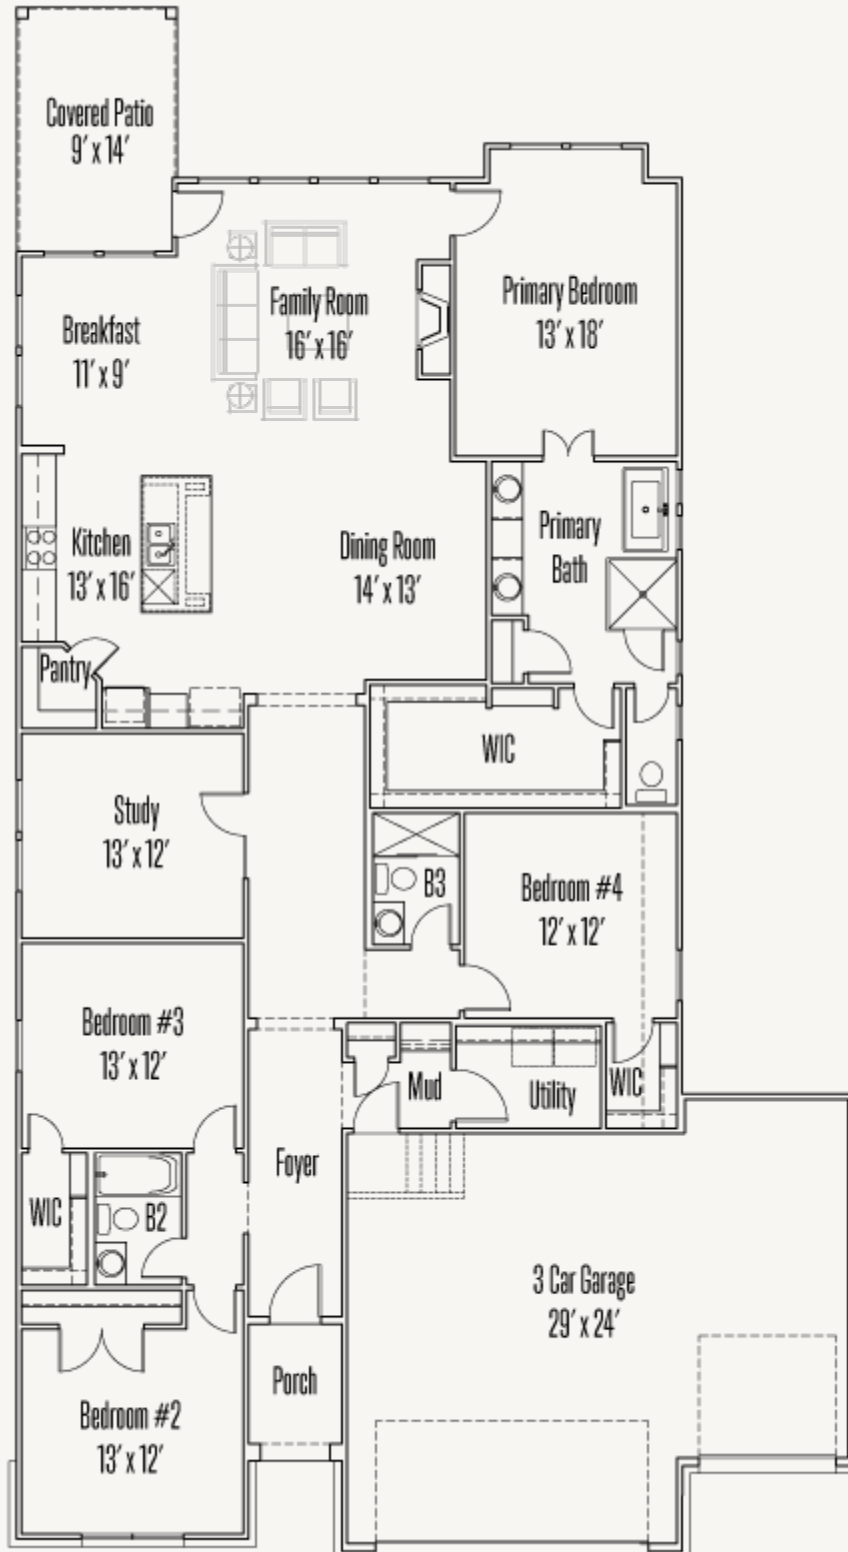 Covered Patio
9' x 14'
Primary Bedroom
13' x 18'
Family Room
16' x 16'
Breakfast
11' x 9'
Kitchen
13' x 16'
Dining Room
14' x 13'
Primary
Bath
Pantry
WIC
Study
13' x 12'
B3
Bedroom #4
12' x 12'
Bedroom #3
13' x 12'
Mud
Utility
WIC
Foyer
WIC
B2
3 Car Garage
29' x 24'
Porch
Bedroom #2
13' x 12'